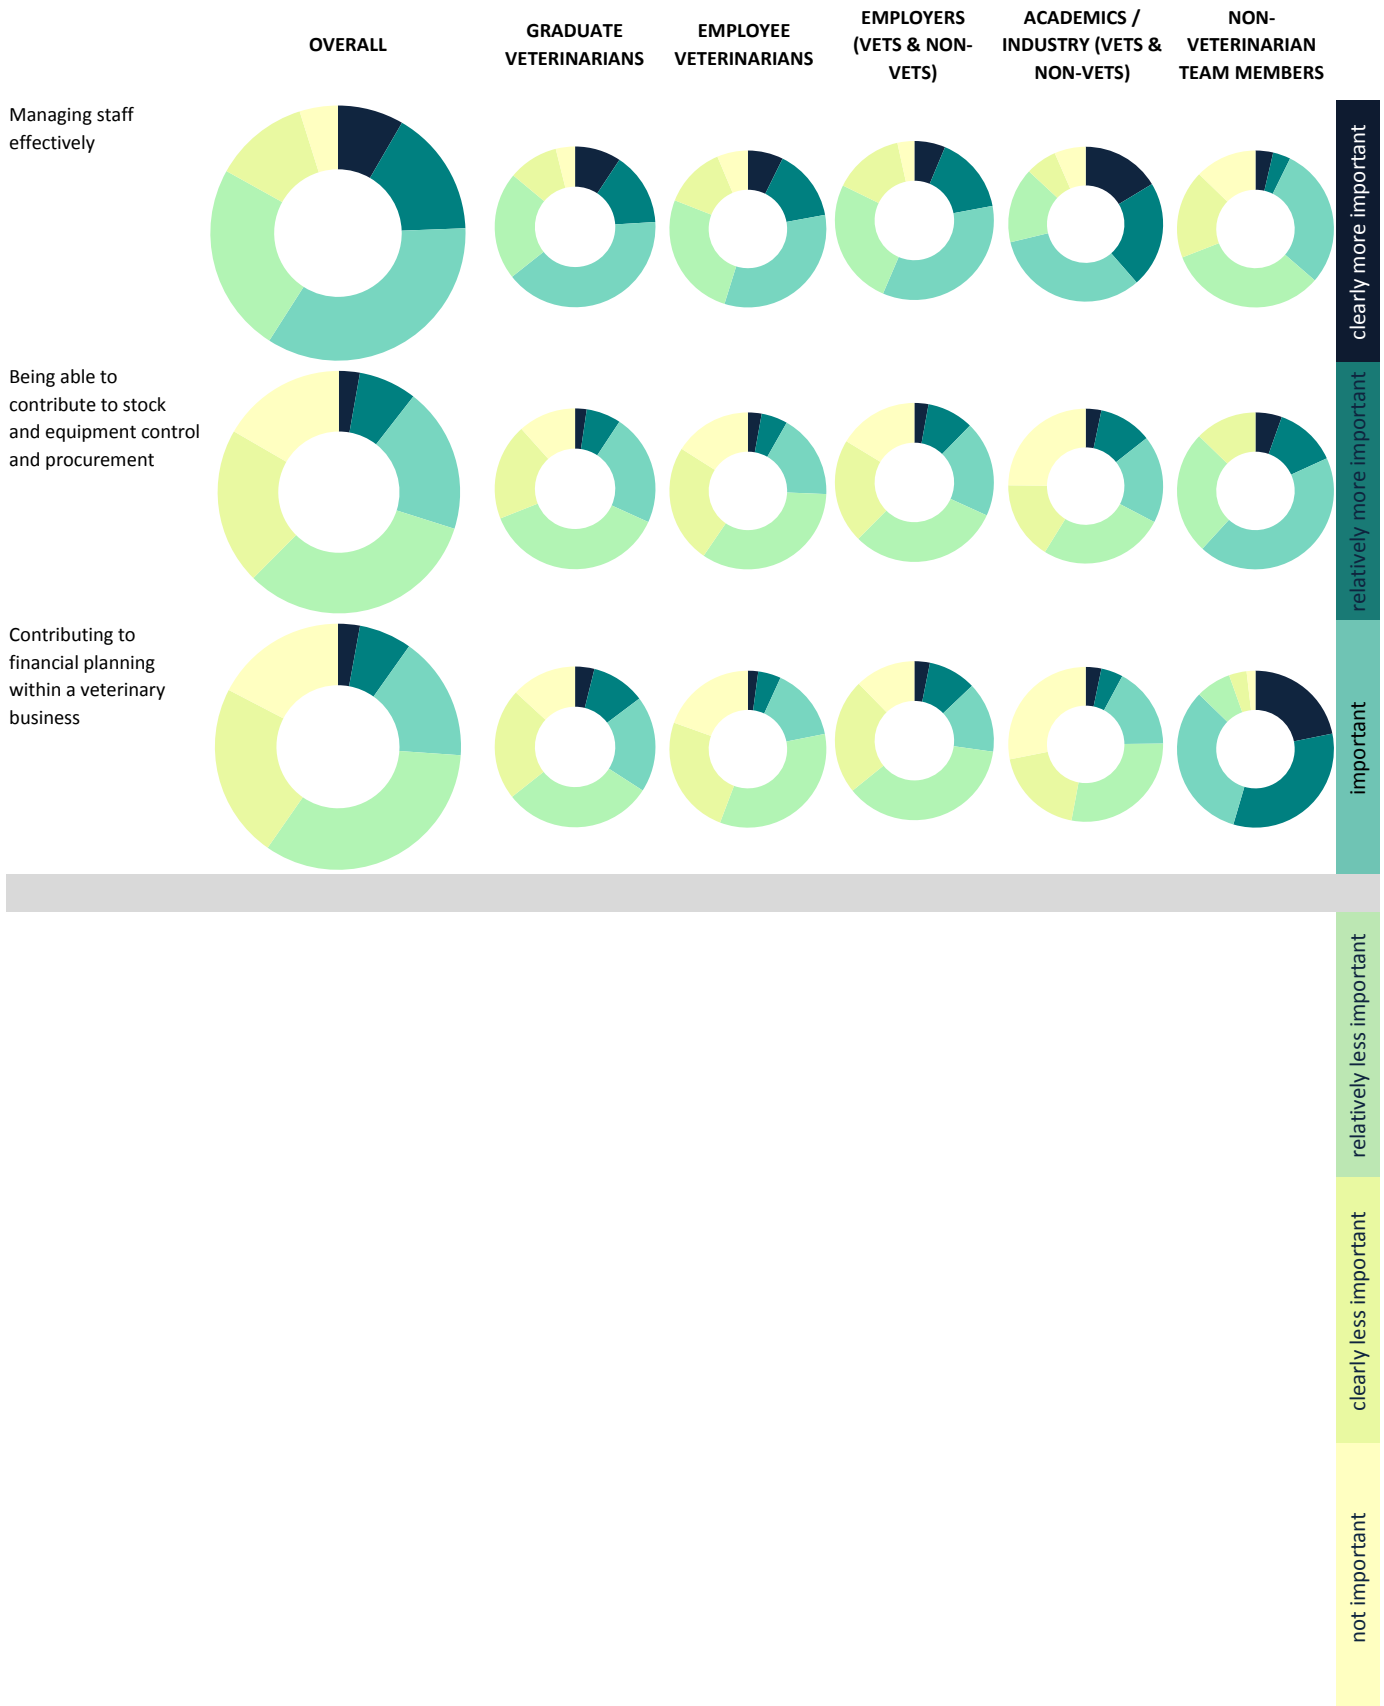 OVERALL
GRADUATE
VETERINARIANS
EMPLOYEE
VETERINARIANS
EMPLOYERS
(VETS & NON-
VETS)
ACADEMICS /
INDUSTRY (VETS &
NON-VETS)
NON-
VETERINARIAN
TEAM MEMBERS
Managing staff
effectively
Being able to
contribute to stock
and equipment control
and procurement
Contributing to
financial planning
within a veterinary
business
clearly more important
relatively more important
important
relatively less important
clearly less important
not important